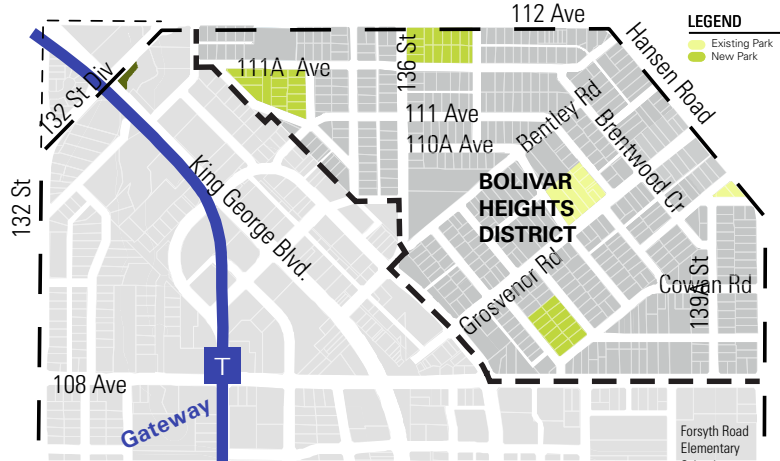 112 Ave
LEGEND
Existing Park
New Park
136 St
Hansen Road
111A Ave
132 St Div
111 Ave
Bentley Rd
110A Ave
Brentwood Cr
King George Blvd.
BOLIVAR
HEIGHTS
DISTRICT
132 St
Grosvenor Rd
139A St
Cowan Rd
T
108 Ave
Gateway
Forsyth Road
Elementary